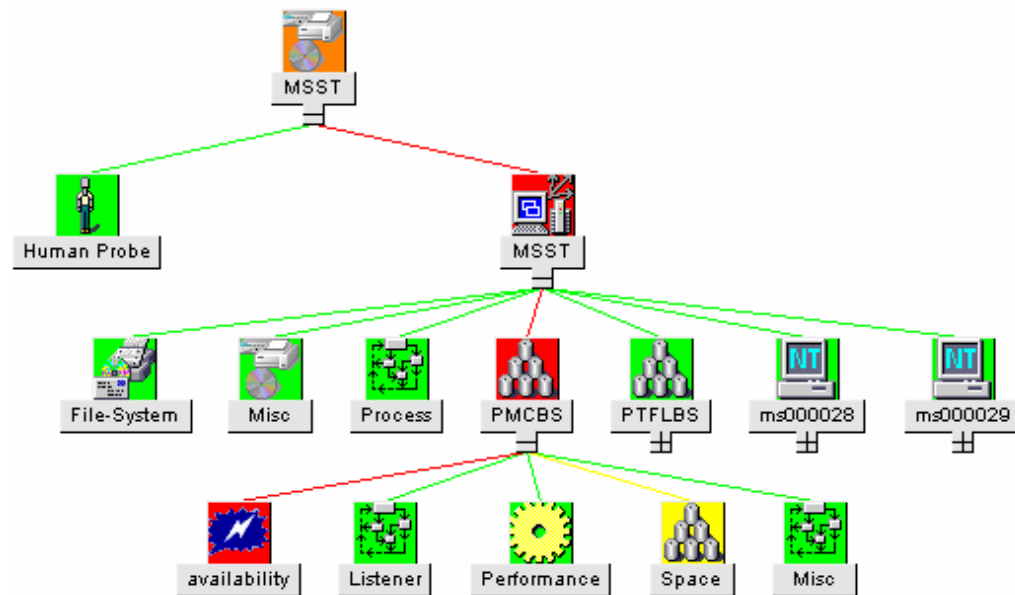 MSST
Human Probe
MSST
File-System
Misc
Process
PMCBS
PTFLBS
NT
ms000028
NT
ms000029
availability
Listener
Performance
Space
Misc